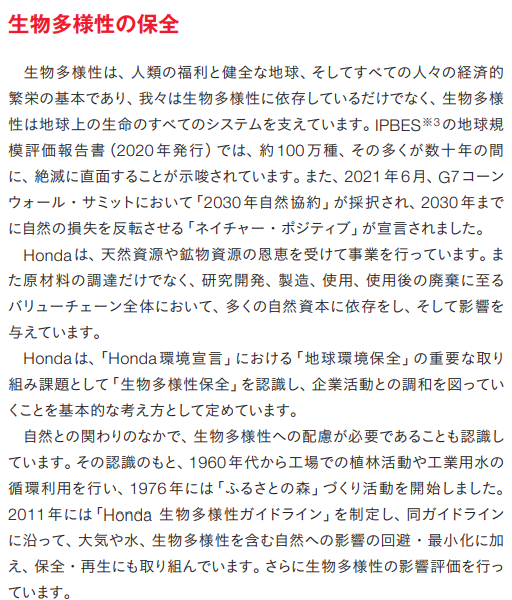 生物多様性の保全
　生物多様性は、人類の福利と健全な地球、そしてすべての人々の経済的
繁栄の基本であり、我々は生物多様性に依存しているだけでなく、生物多様
性は地球上の生命のすべてのシステムを支えています。IPBES※3の地球規
模評価報告書（2020年発行）では、約100万種、その多くが数十年の間
に、絶滅に直面することが示唆されています。また、2021年6月、G7コーン
ウォール・サミットにおいて「2030年自然協約」が採択され、2030年まで
に自然の損失を反転させる「ネイチャー・ポジティブ」が宣言されました。
　Hondaは、天然資源や鉱物資源の恩恵を受けて事業を行っています。ま
た原材料の調達だけでなく、研究開発、製造、使用、使用後の廃棄に至る
バリューチェーン全体において、多くの自然資本に依存をし、そして影響を
与えています。
　Hondaは、「Honda環境宣言」における「地球環境保全」の重要な取り
組み課題として「生物多様性保全」を認識し、企業活動との調和を図ってい
くことを基本的な考え方として定めています。
　自然との関わりのなかで、生物多様性への配慮が必要であることも認識し
ています。その認識のもと、1960年代から工場での植林活動や工業用水の
循環利用を行い、1976年には「ふるさとの森」づくり活動を開始しました。
2011年には「Honda 生物多様性ガイドライン」を制定し、同ガイドライン
に沿って、大気や水、生物多様性を含む自然への影響の回避・最小化に加
え、保全・再生にも取り組んでいます。さらに生物多様性の影響評価を行っ
ています。